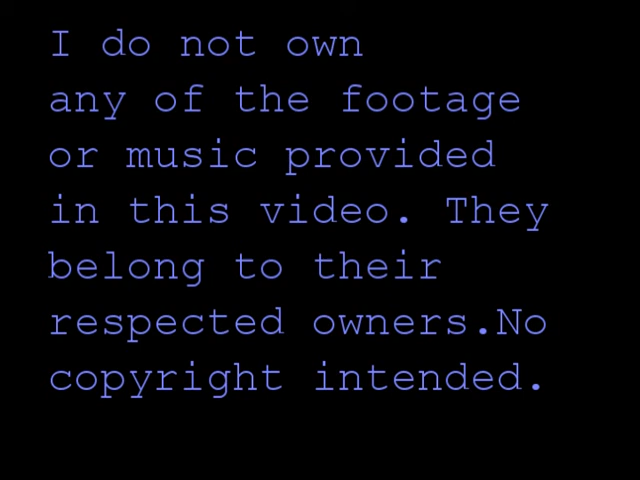 I do not own
any of the footage
or music provided
in this video. They
belong to their
respected owners.No
copyright intended.